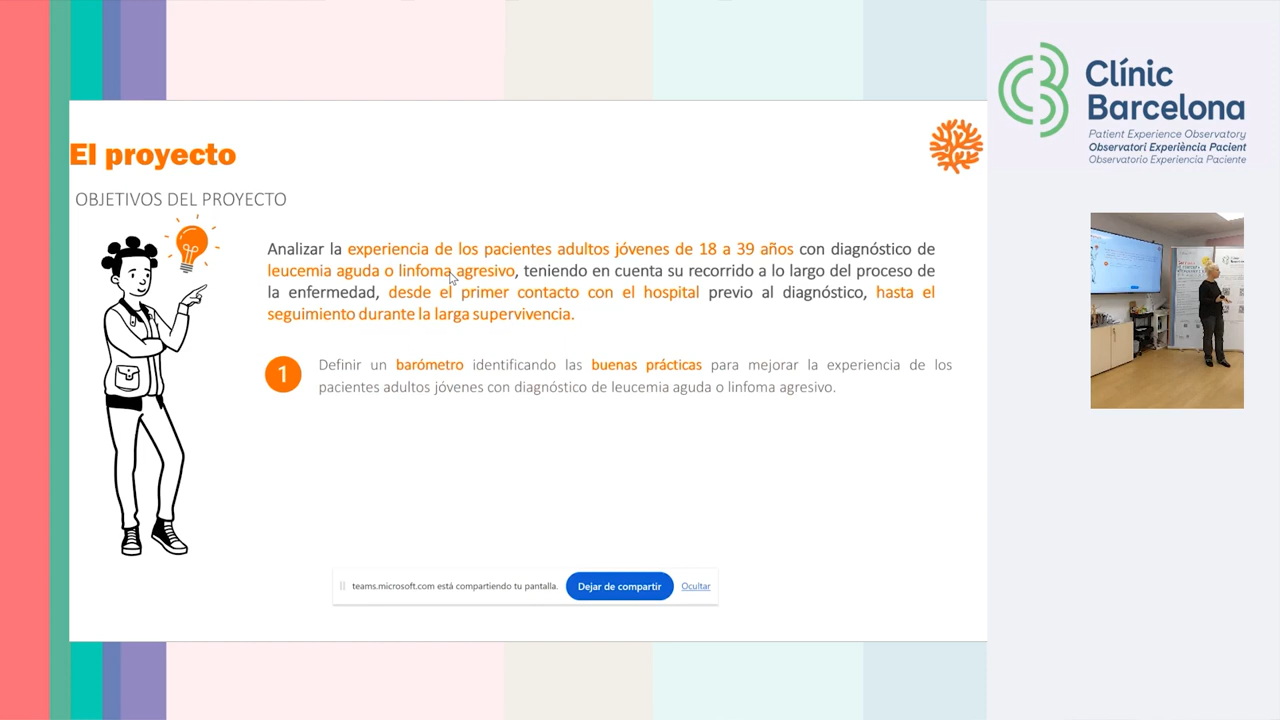 El proyecto
OBJETIVOS DEL PROYECTO
Analizar la experiencia de los pacientes adultos jóvenes de 18 a 39 años con diagnóstico de
leucemia aguda o linfoma agresivo, teniendo en cuenta su recorrido a lo largo del proceso de
la enfermedad, desde el primer contacto con el hospital previo al diagnóstico, hasta el
seguimiento durante la larga supervivencia.
1
Definir un barómetro identificando las buenas prácticas para mejorar la experiencia de los
pacientes adultos jóvenes con diagnóstico de leucemia aguda o linfoma agresivo.
teams.microsoft.com está compartiendo tu pantalla.
Dejar de compartir
Ocultar
Clínic
Barcelona
Patient Experience Observatory
Observatori Experiència Pacient
Observatorio Experiencia Paciente